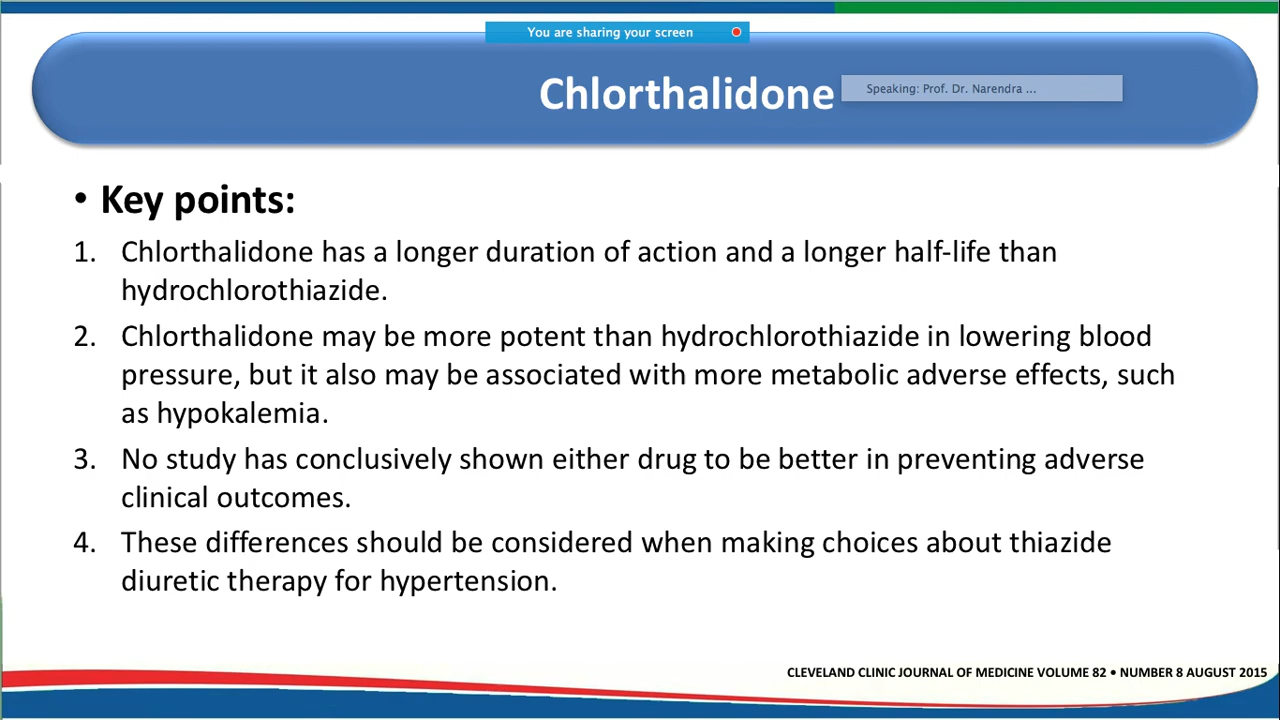 You are sharing your screen
Chlorthalidone
Speaking: Prof. Dr. Narendra ...
• Key points:
1. Chlorthalidone has a longer duration of action and a longer half-life than
hydrochlorothiazide.
2. Chlorthalidone may be more potent than hydrochlorothiazide in lowering blood
pressure, but it also may be associated with more metabolic adverse effects, such
as hypokalemia.
3. No study has conclusively shown either drug to be better in preventing adverse
clinical outcomes.
4. These differences should be considered when making choices about thiazide
diuretic therapy for hypertension.
CLEVELAND CLINIC JOURNAL OF MEDICINE VOLUME 82 • NUMBER 8 AUGUST 2015